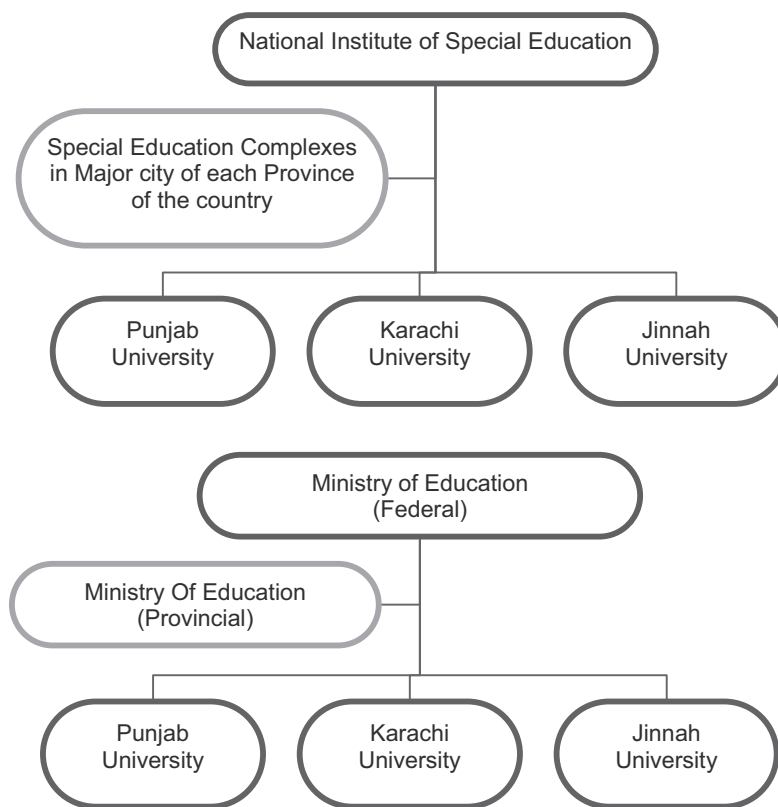 National Institute of Special Education
Special Education Complexes
in Major city of each Province
of the country
Punjab
University
Karachi
University
Jinnah
University
Ministry of Education
(Federal)
Ministry Of Education
(Provincial)
Punjab
University
Karachi
University
Jinnah
University